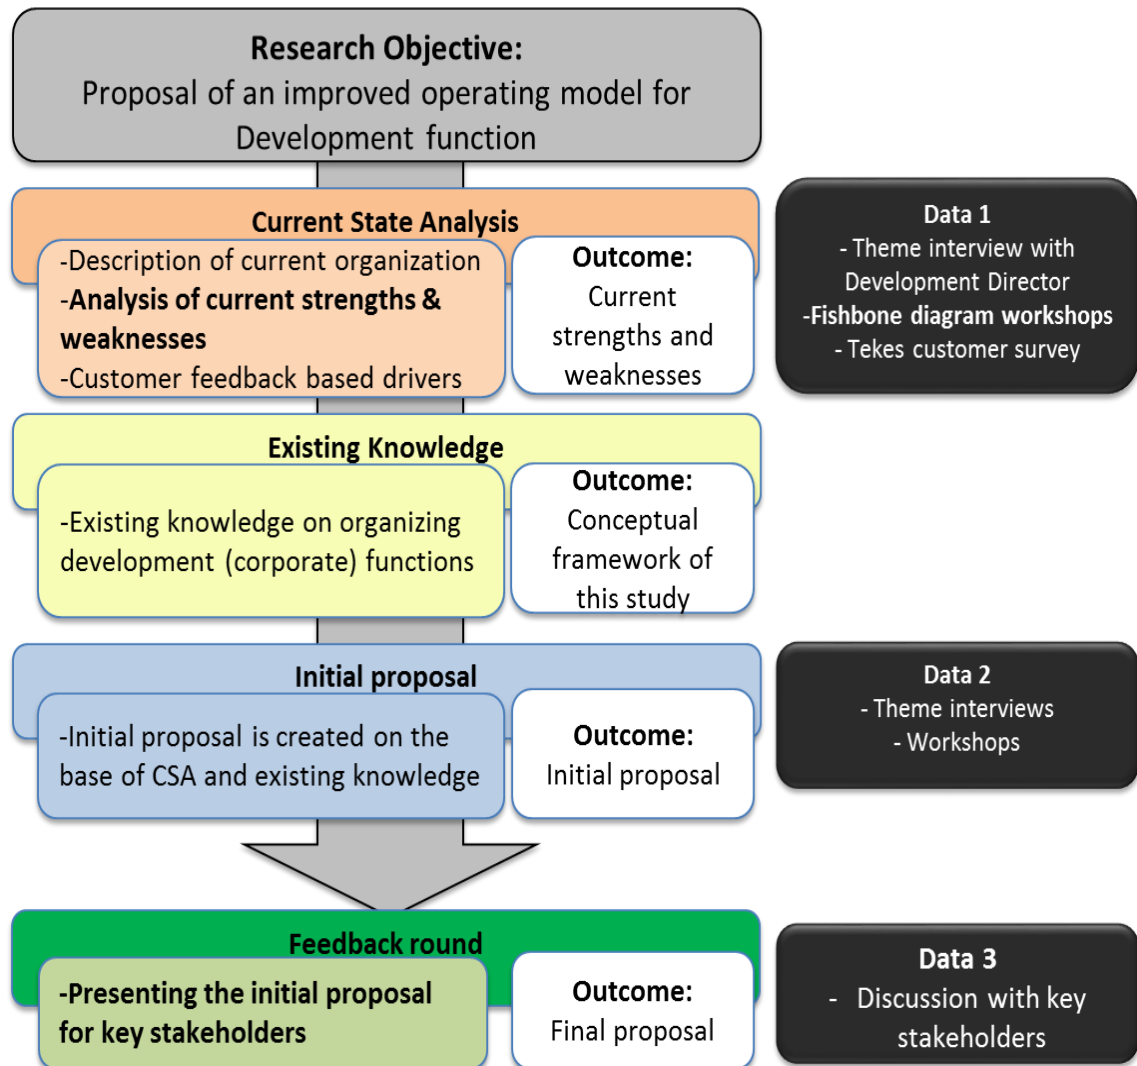 Research Objective:
Proposal of an improved operating model for
Development function
Current State Analysis
-Description of current organization
-Analysis of current strengths &
weaknesses
-Customer feedback based drivers
Outcome:
Current
strengths and
weaknesses
Data 1
- Theme interview with
Development Director
-Fishbone diagram workshops
- Tekes customer survey
Existing Knowledge
-Existing knowledge on organizing
development (corporate) functions
Outcome:
Conceptual
framework of
this study
Initial proposal
-Initial proposal is created on the
base of CSA and existing knowledge
Outcome:
Initial proposal
Data 2
- Theme interviews
- Workshops
Feedback round
-Presenting the initial proposal
for key stakeholders
Outcome:
Final proposal
Data 3
- Discussion with key
stakeholders